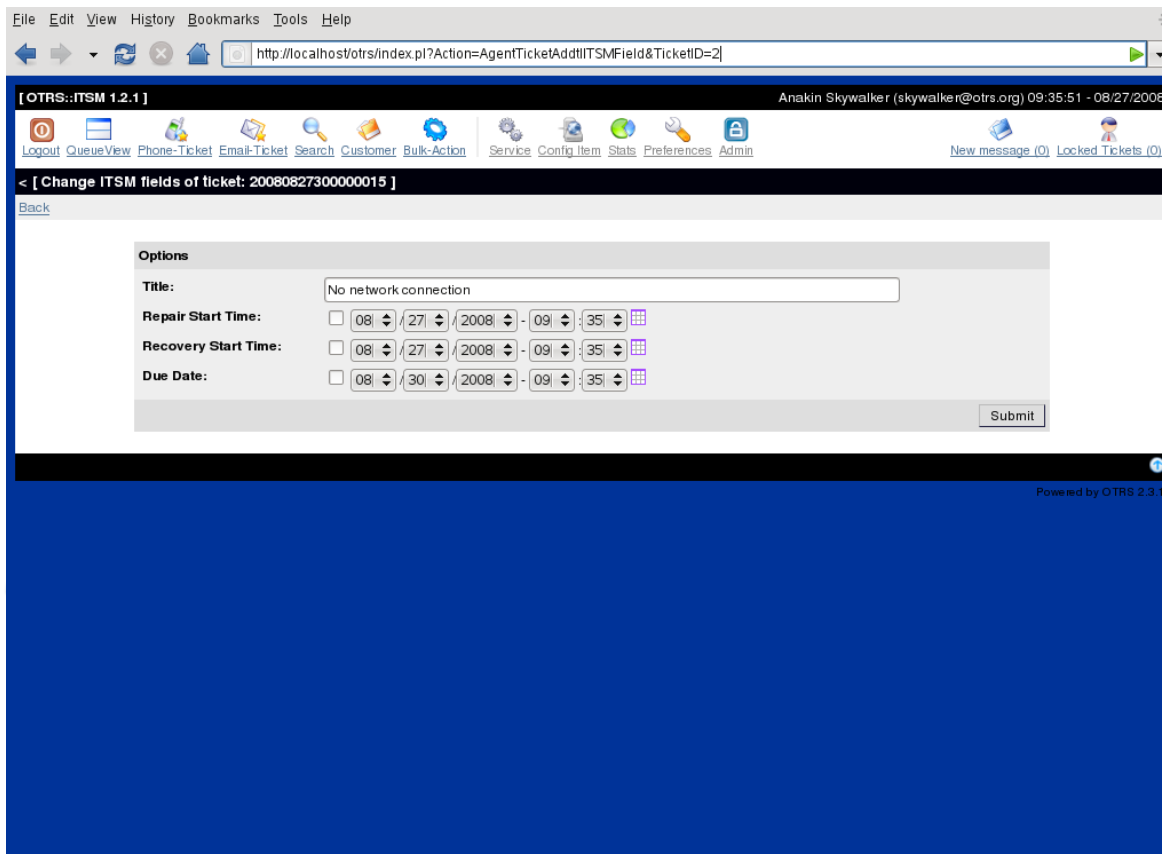 File Edit View History Bookmarks Tools Help
http://localhost/otrs/index.pl?Action=AgentTicketAddtlITSMField&TicketID=2
[ OTRS::ITSM 1.2.1 ] Anakin Skywalker (skywalker@otrs.org) 09:35:51 - 08/27/2008
Logout QueueView Phone-Ticket Email-Ticket Search Customer Bulk-Action Service Config Item Stats Preferences Admin New message (0) Locked Tickets (0)
< [ Change ITSM fields of ticket: 20080827300000015 ]
Back
Options
Title: No network connection
Repair Start Time: 08 / 27 / 2008 - 09 : 35
Recovery Start Time: 08 / 27 / 2008 - 09 : 35
Due Date: 08 / 30 / 2008 - 09 : 35
Submit
Powered by OTRS 2.3.1